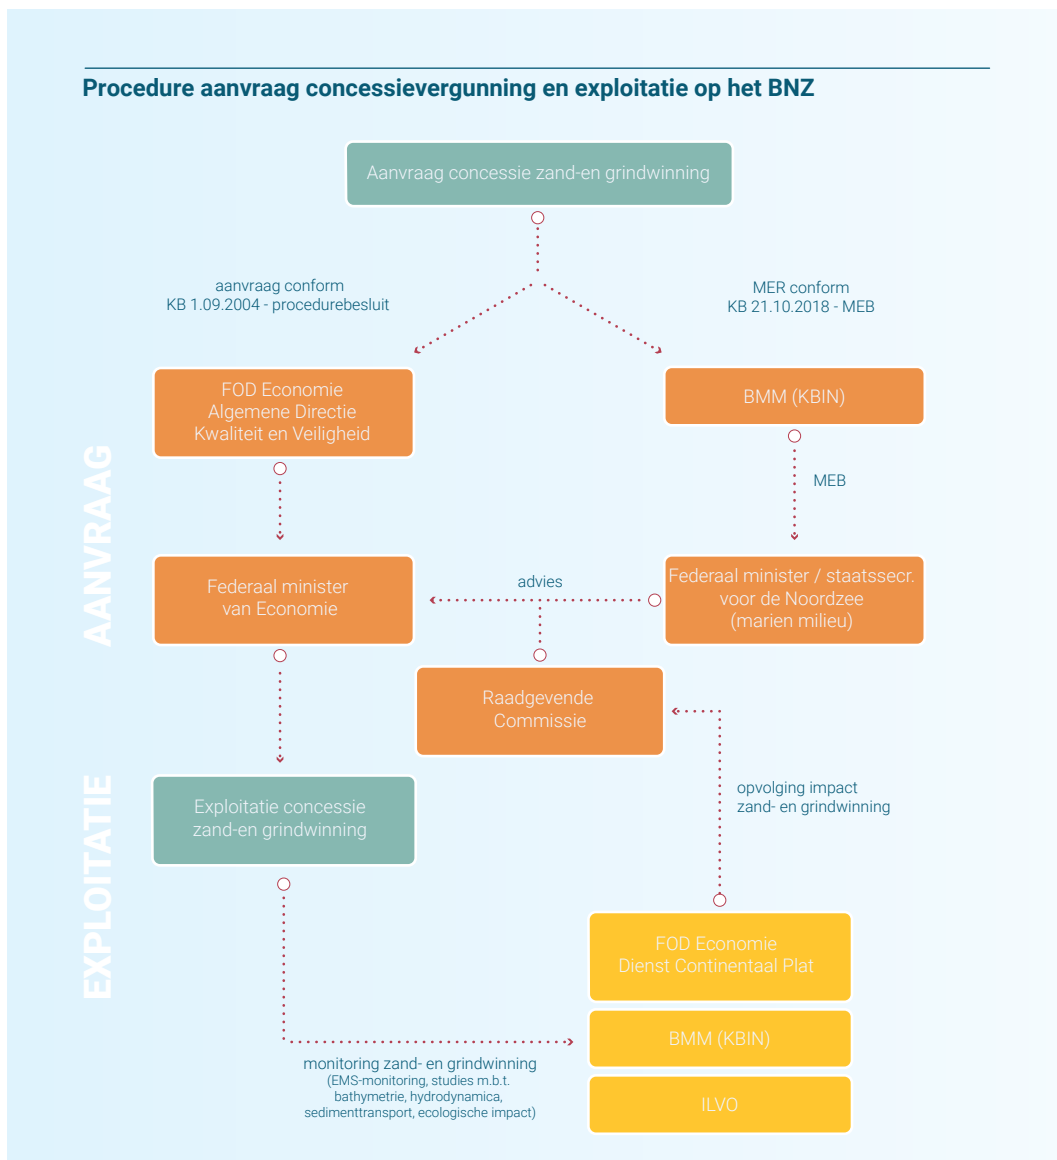 Procedure aanvraag concessievergunning en exploitatie op het BNZ
Aanvraag concessie zand-en grindwinning
aanvraag conform
KB 1.09.2004 - procedurebesluit
MER conform
KB 21.10.2018 - MEB
FOD Economie
Algemene Directie
Kwaliteit en Veiligheid
BMM (KBIN)
MEB
AANVRAAG
Federaal minister
van Economie
advies
Federaal minister / staatssecr.
voor de Noordzee
(marien milieu)
Raadgevende
Commissie
EXPLOITATIE
Exploitatie concessie
zand-en grindwinning
opvolging impact
zand- en grindwinning
FOD Economie
Dienst Continentaal Plat
BMM (KBIN)
ILVO
monitoring zand- en grindwinning
(EMS-monitoring, studies m.b.t.
bathymetrie, hydrodynamica,
sedimenttransport, ecologische impact)